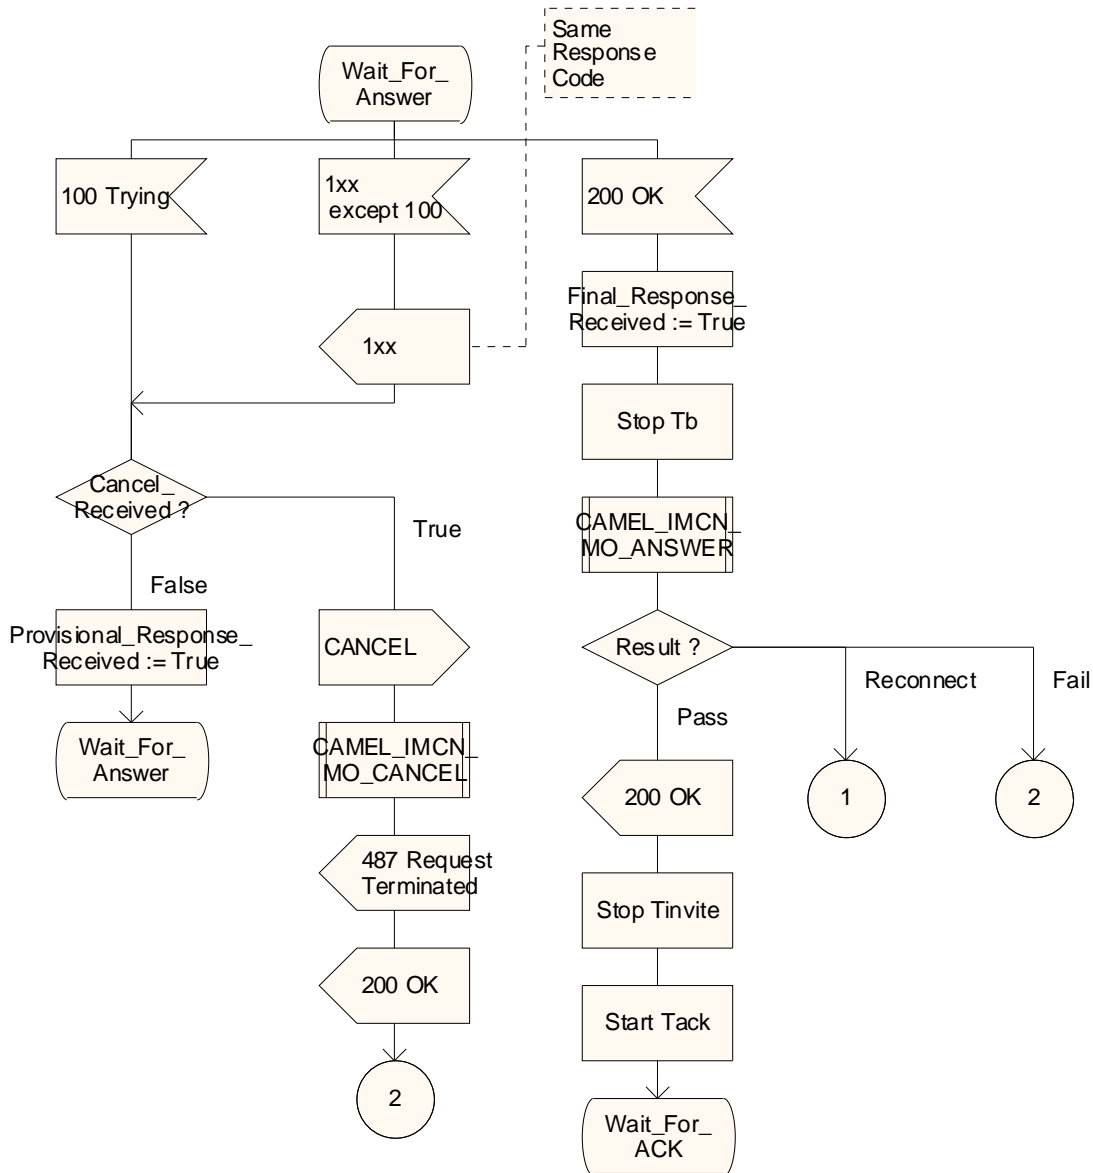 Same
Response
Code
Wait_For_
Answer
100 Trying
1xx
except 100
200 OK
Final_Response_
Received := True
1xx
Stop Tb
Cancel_
Received ?
True
CAMEL_IMCN_
MO_ANSWER
False
Provisional_Response_
Received := True
CANCEL
Result ?
Reconnect
Fail
Pass
Wait_For_
Answer
CAMEL_IMCN_
MO_CANCEL
200 OK
1
2
487 Request
Terminated
Stop Tinvite
200 OK
Start Tack
2
Wait_For_
ACK